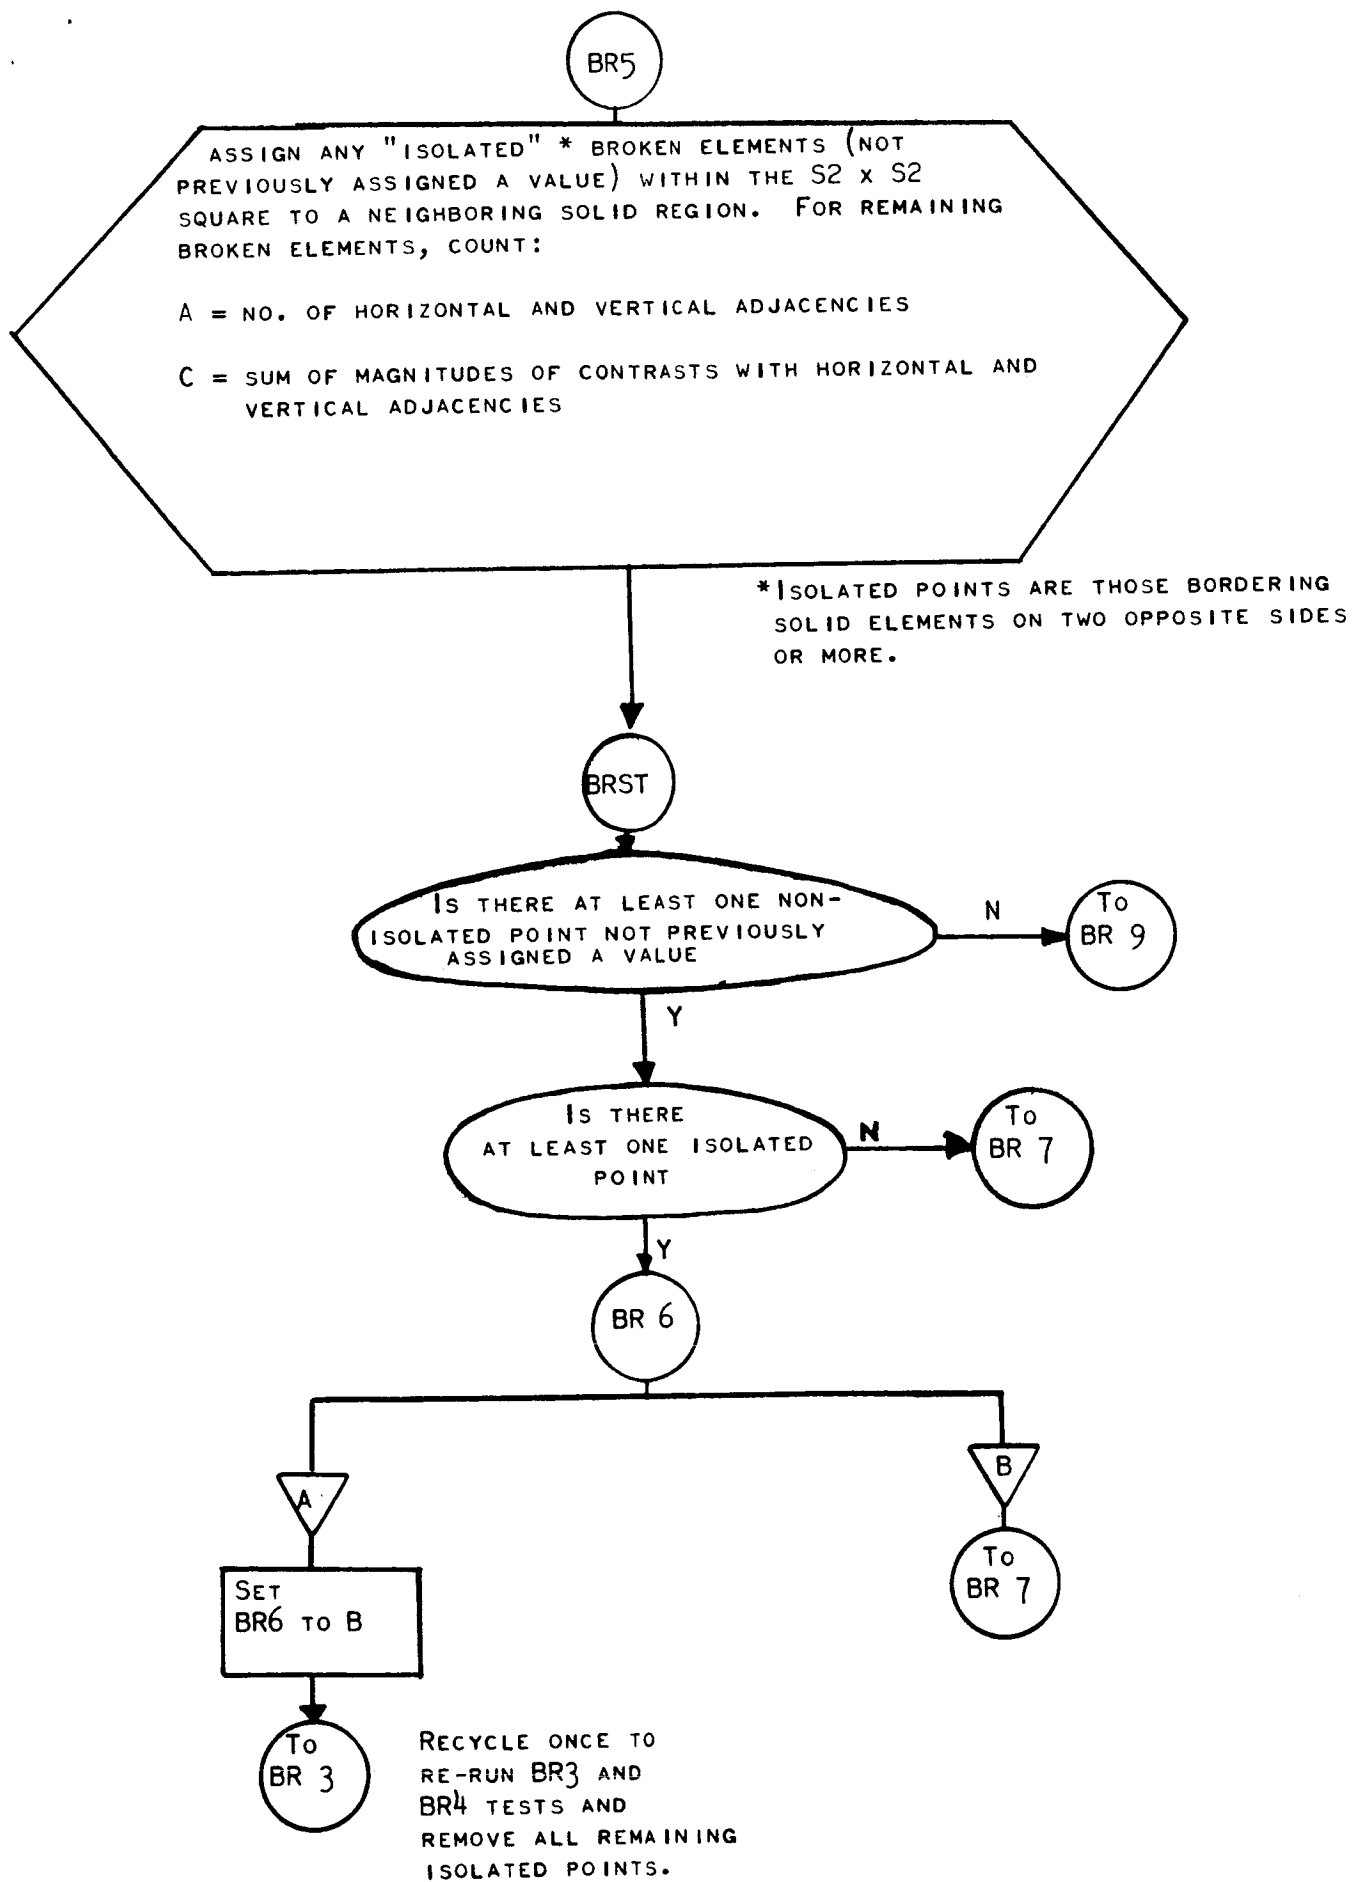 BR5
ASSIGN ANY "ISOLATED" * BROKEN ELEMENTS (NOT
PREVIOUSLY ASSIGNED A VALUE) WITHIN THE S2 X S2
SQUARE TO A NEIGHBORING SOLID REGION. FOR REMAINING
BROKEN ELEMENTS, COUNT:
A = NO. OF HORIZONTAL AND VERTICAL ADJACENCIES
C = SUM OF MAGNITUDES OF CONTRASTS WITH HORIZONTAL AND
VERTICAL ADJACENCIES
*ISOLATED POINTS ARE THOSE BORDERING
SOLID ELEMENTS ON TWO OPPOSITE SIDES
OR MORE.
BRST
IS THERE AT LEAST ONE NON-
ISOLATED POINT NOT PREVIOUSLY
ASSIGNED A VALUE
N
TO
BR 9
Y
IS THERE
AT LEAST ONE ISOLATED
POINT
N
TO
BR 7
Y
BR 6
A
B
SET
BR6 TO B
TO
BR 7
TO
BR 3
RECYCLE ONCE TO
RE-RUN BR3 AND
BR4 TESTS AND
REMOVE ALL REMAINING
ISOLATED POINTS.